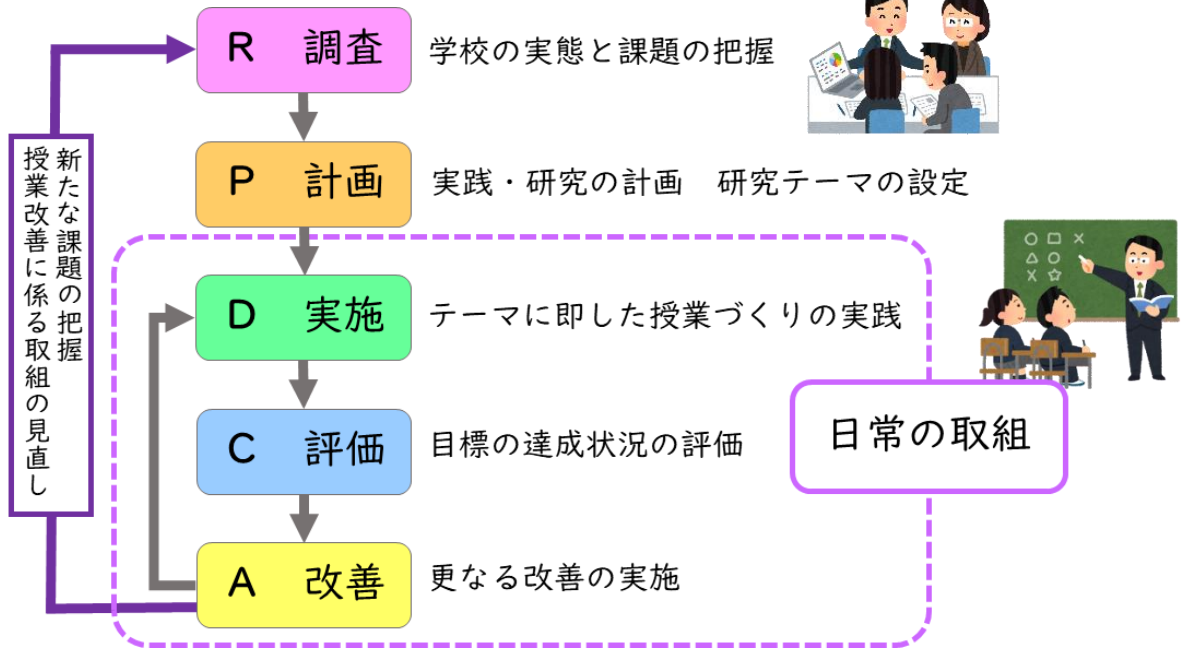 R 調査
学校の実態と課題の把握
P 計画
実践・研究の計画 研究テーマの設定
D 実施
テーマに即した授業づくりの実践
C 評価
目標の達成状況の評価
A 改善
更なる改善の実施
日常の取組
新たな課題の把握
授業改善に係る取組の見直し